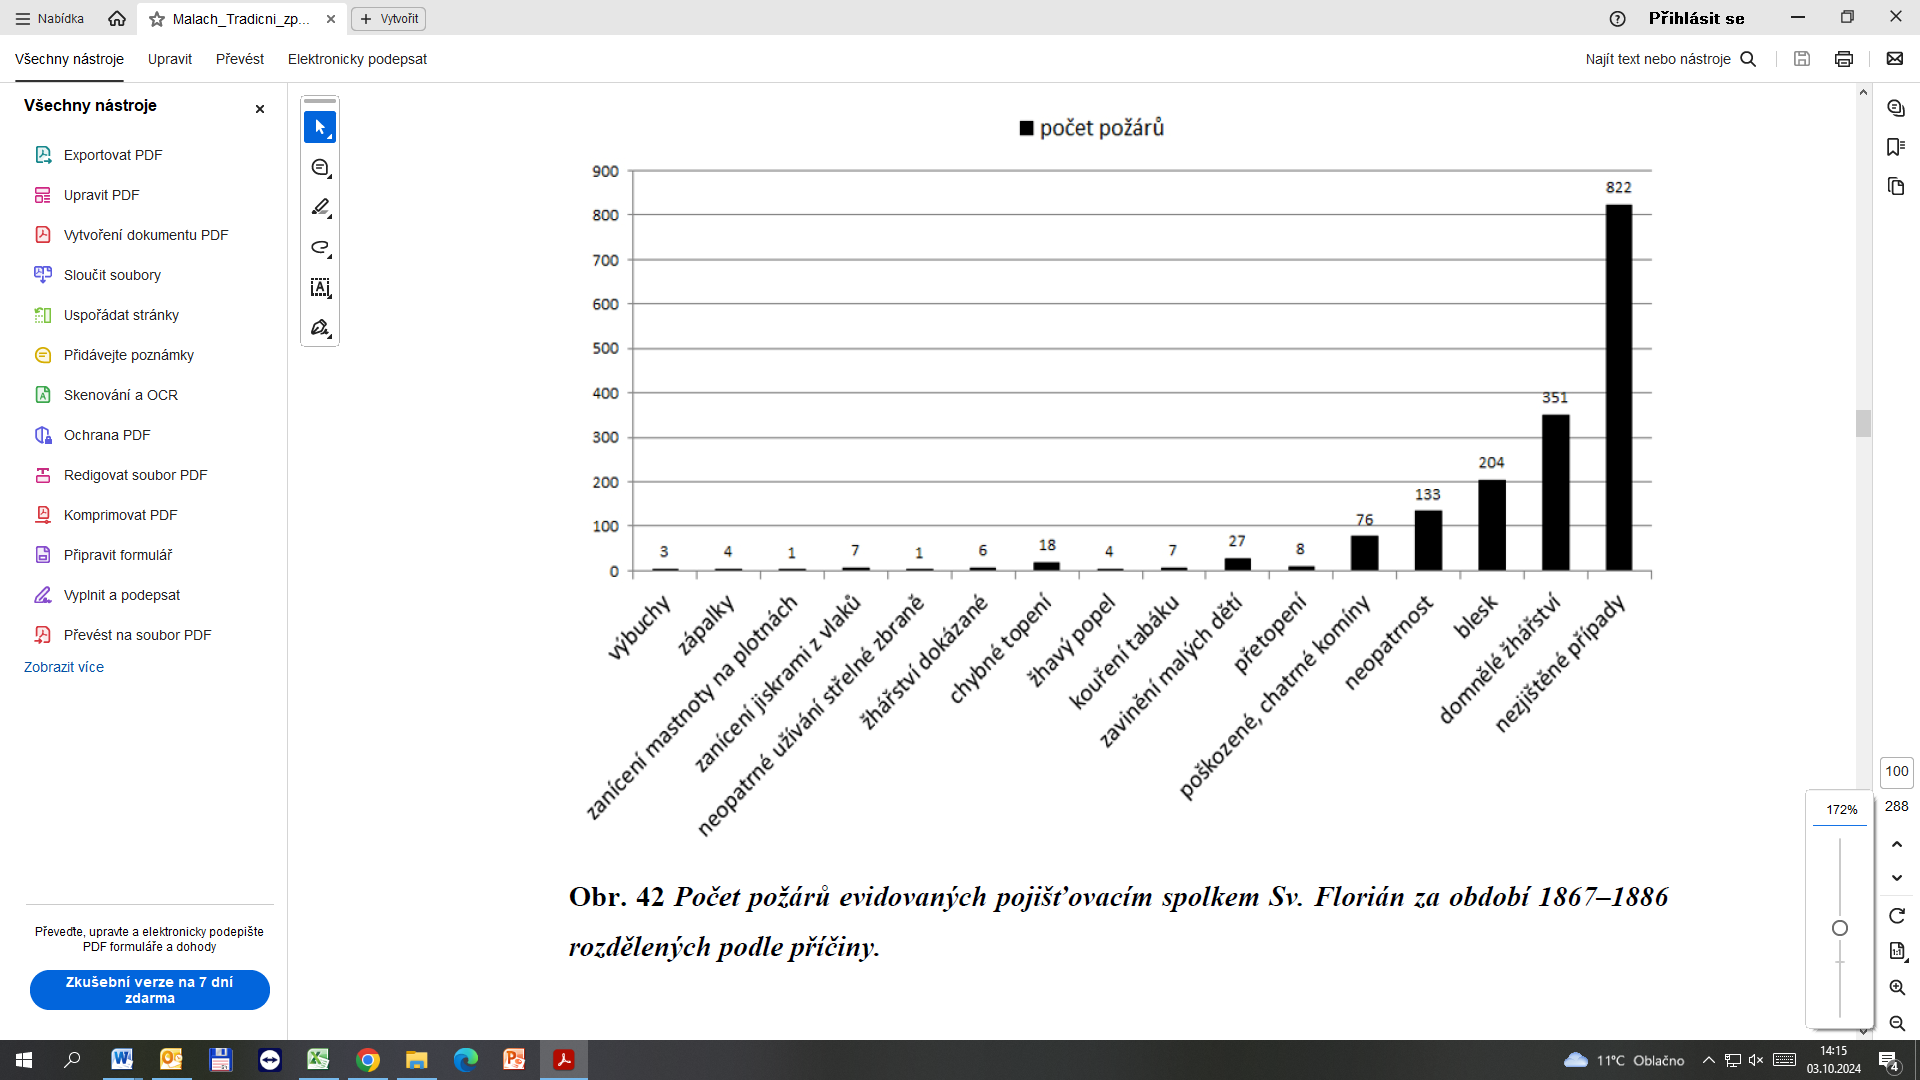 Nabídka
Malach_Tradicni_zp...
Vytvořit
Přihlásit se
Všechny nástroje
Upravit
Převést
Elektronicky podepsat
Najít text nebo nástroje
Všechny nástroje
Exportovat PDF
Upravit PDF
Vytvoření dokumentu PDF
Sloučit soubory
Uspořádat stránky
Přidávejte poznámky
Skenování a OCR
Ochrana PDF
Redigovat soubor PDF
Komprimovat PDF
Připravit formulář
Vyplnit a podepsat
Převést na soubor PDF
Zobrazit více
Převeďte, upravte a elektronicky podepište
PDF formuláře a dohody
Zkušební verze na 7 dní
zdarma
počet požárů
900
800
700
600
500
400
300
200
100
0
3
4
1
7
1
6
18
4
7
27
8
76
133
204
351
822
výbuchy
zápalky
zanícení mastnoty na plotnách
zanícení jiskrami z vlaků
neopatrné užívání střelné zbraně
žhářství dokázané
chybné topení
žhavý popel
kouření tabáku
zavinění malých dětí
přetopení
poškozené, chatrné komíny
neopatrnost
blesk
domnělé žhářství
nezjištěné případy
Obr. 42 Počet požárů evidovaných pojišťovacím spolkem Sv. Florián za období 1867–1886
rozdělených podle příčiny.
100
288
172%
11°C Oblačno
14:15
03.10.2024
4